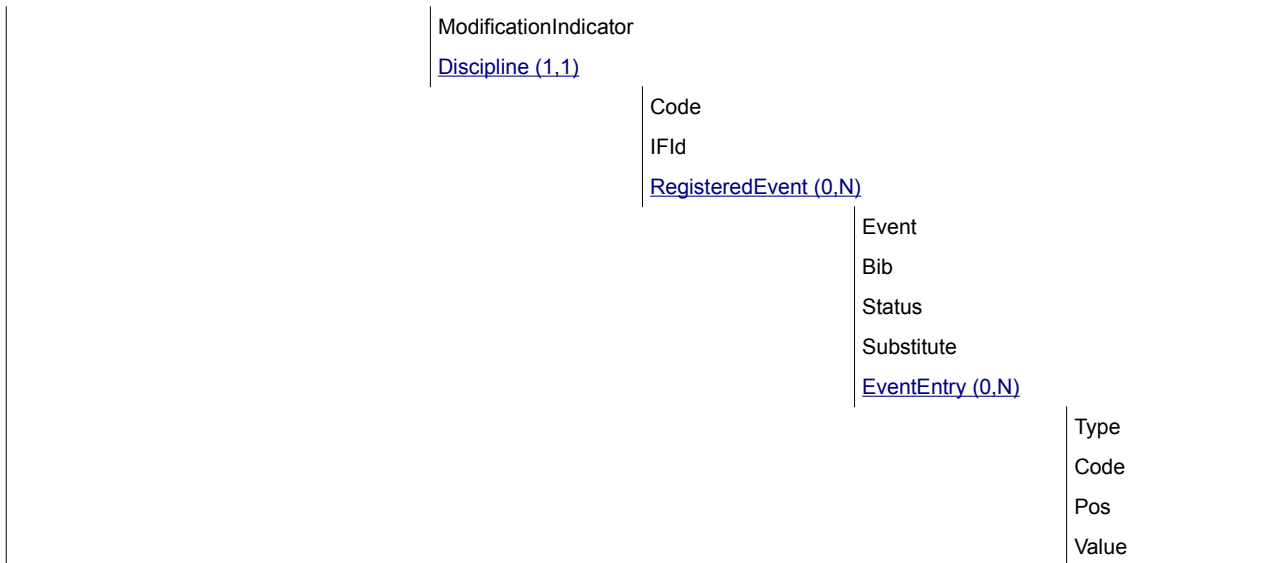 ModificationIndicator
Discipline (1,1)
Code
IFId
RegisteredEvent (0,N)
Event
Bib
Status
Substitute
EventEntry (0,N)
Type
Code
Pos
Value